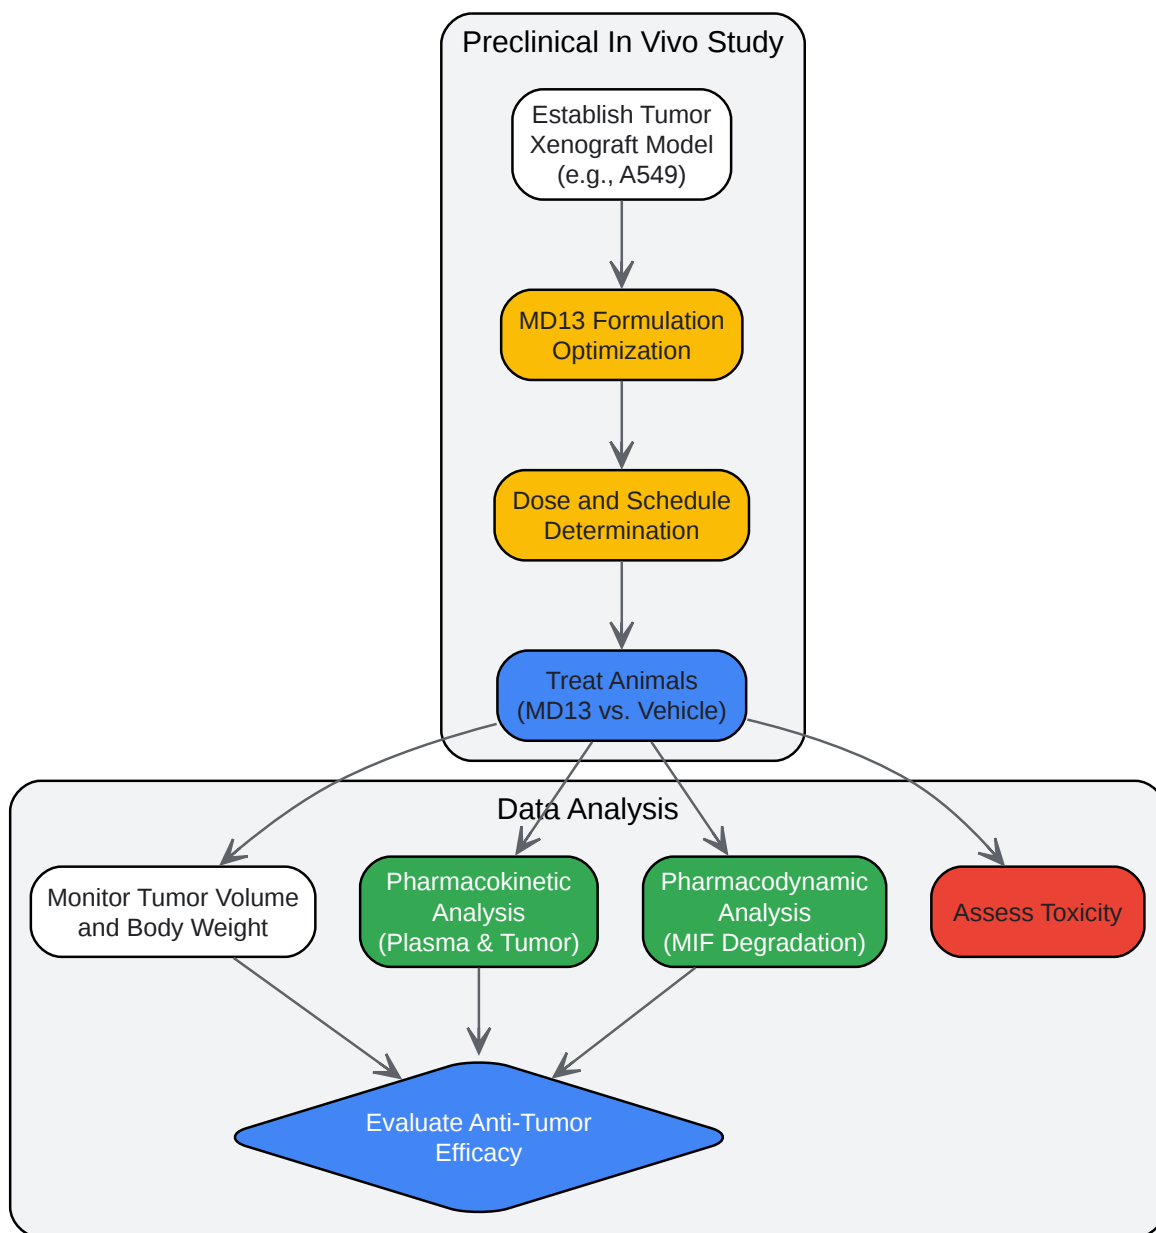 Preclinical In Vivo Study
Establish Tumor
Xenograft Model
(e.g., A549)
MD13 Formulation
Optimization
Dose and Schedule
Determination
Treat Animals
(MD13 vs. Vehicle)
Data Analysis
Monitor Tumor Volume
and Body Weight
Pharmacokinetic
Analysis
(Plasma & Tumor)
Pharmacodynamic
Analysis
(MIF Degradation)
Assess Toxicity
Evaluate Anti-Tumor
Efficacy